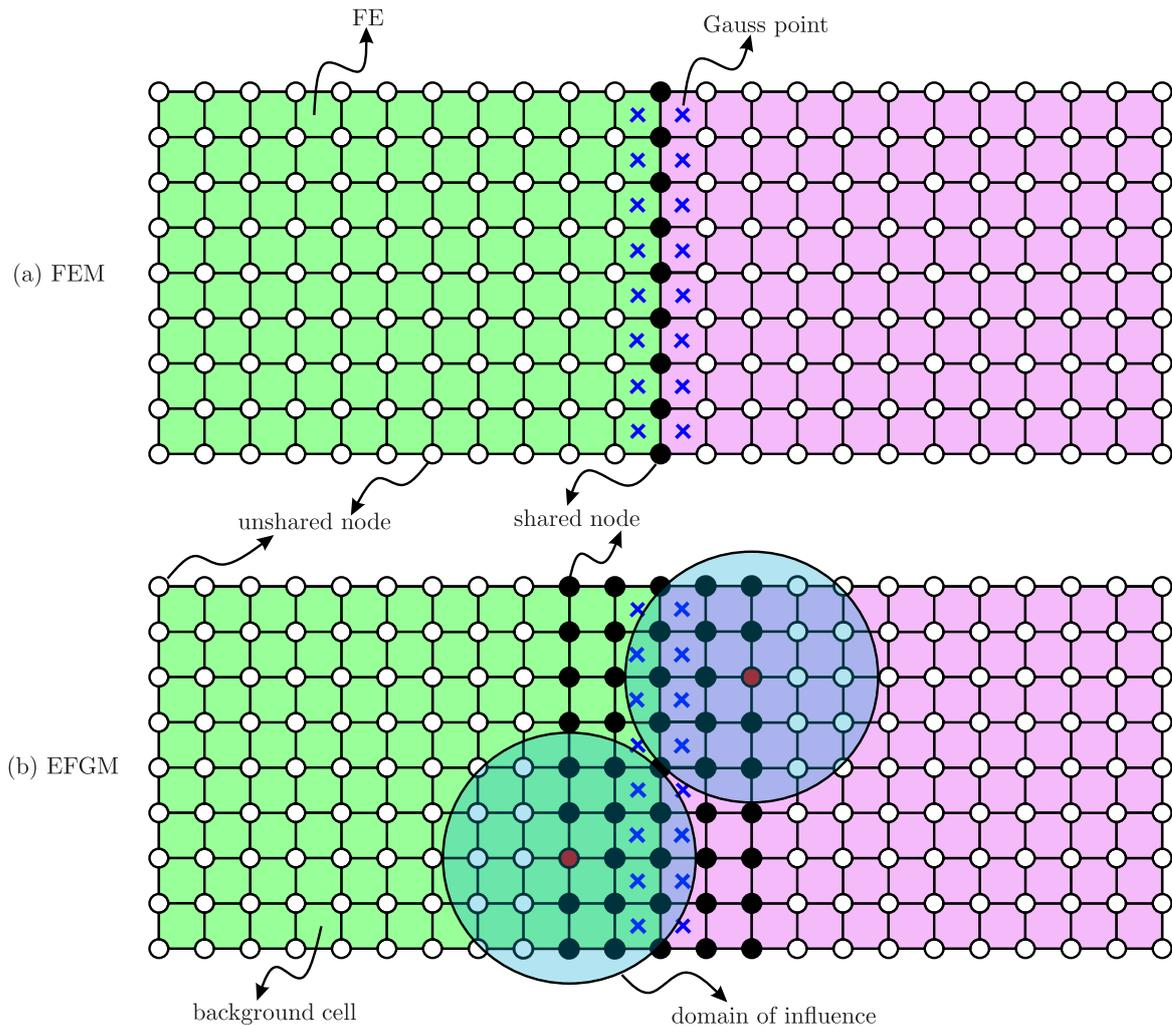 FE
Gauss point
(a) FEM
unshared node
shared node
(b) EFGM
background cell
domain of influence